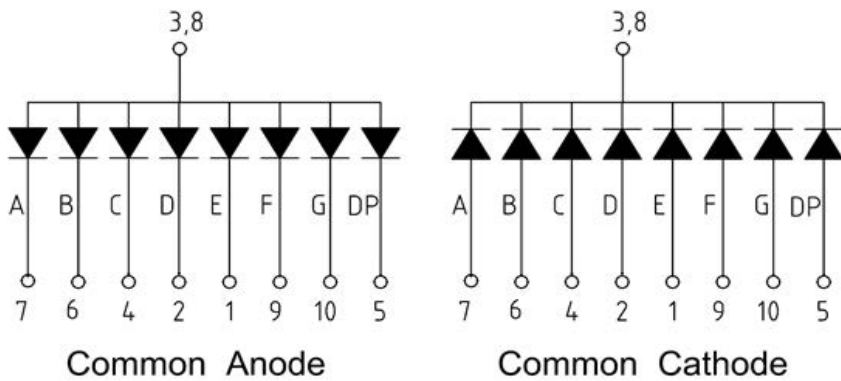 3,8 3,8
A B C D E F G DP A B C D E F G DP
7 6 4 2 1 9 10 5 7 6 4 2 1 9 10 5
Common Anode Common Cathode